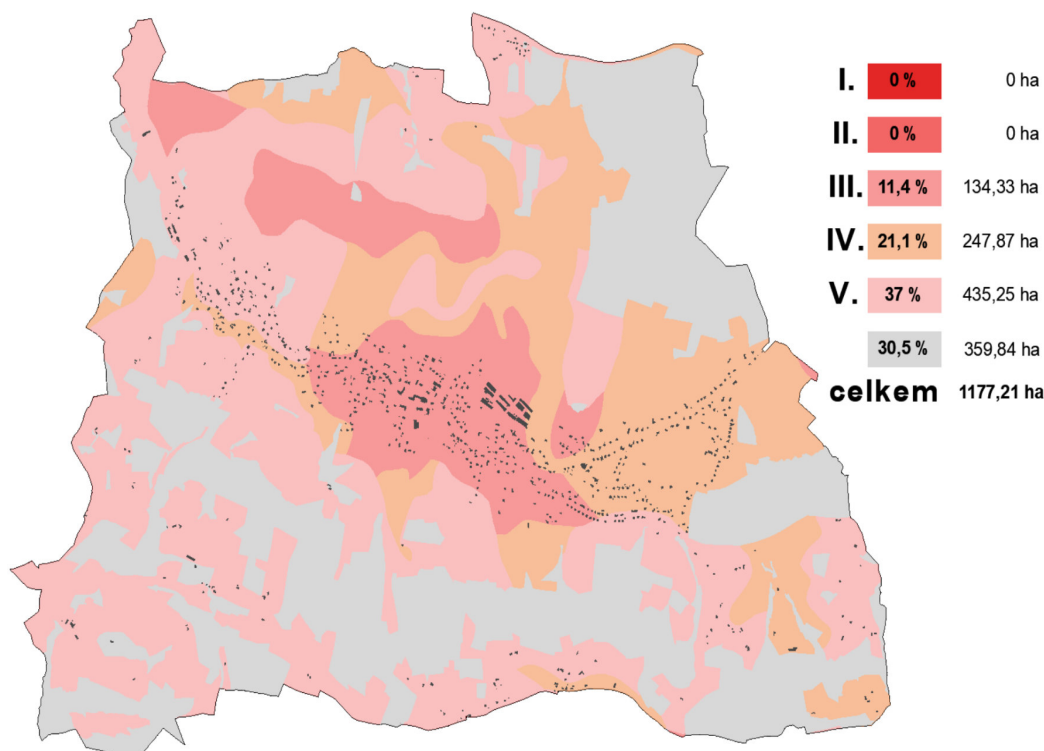 I. 0 % 0 ha
II. 0 % 0 ha
III. 11,4 % 134,33 ha
IV. 21,1 % 247,87 ha
V. 37 % 435,25 ha
30,5 % 359,84 ha
celkem 1177,21 ha